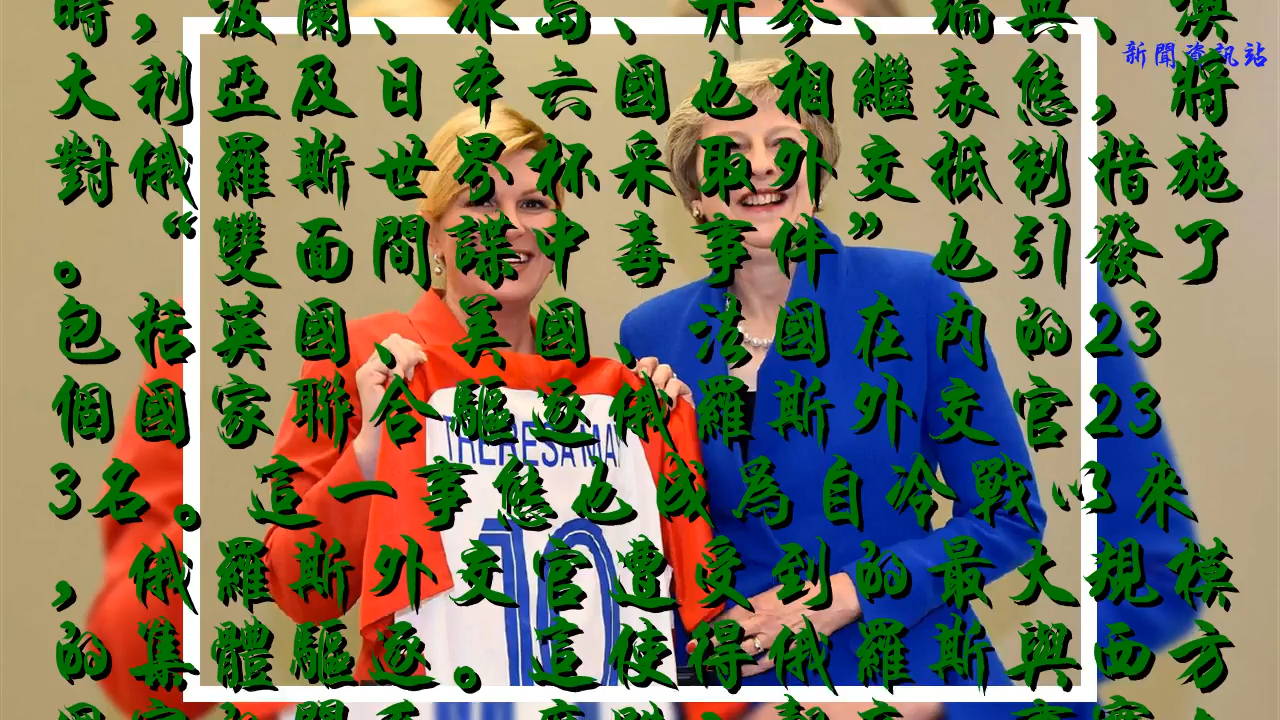 時，波蘭、冰島、丹麥、瑞典、澳
新聞資訊站
大利亞及日本六國也相繼表態，將
對俄羅斯世界杯采取外交抵制措施
。 “雙面間諜中毒事件”也引發了
包括英國、美國、法國在內的23
個國家聯合驅逐俄羅斯外交官23
3名。這一事態也成為自冷戰以來
，俄羅斯外交官遭受到的最大規模
的集體驅逐。這使得俄羅斯與西方
THERESA MAY
10